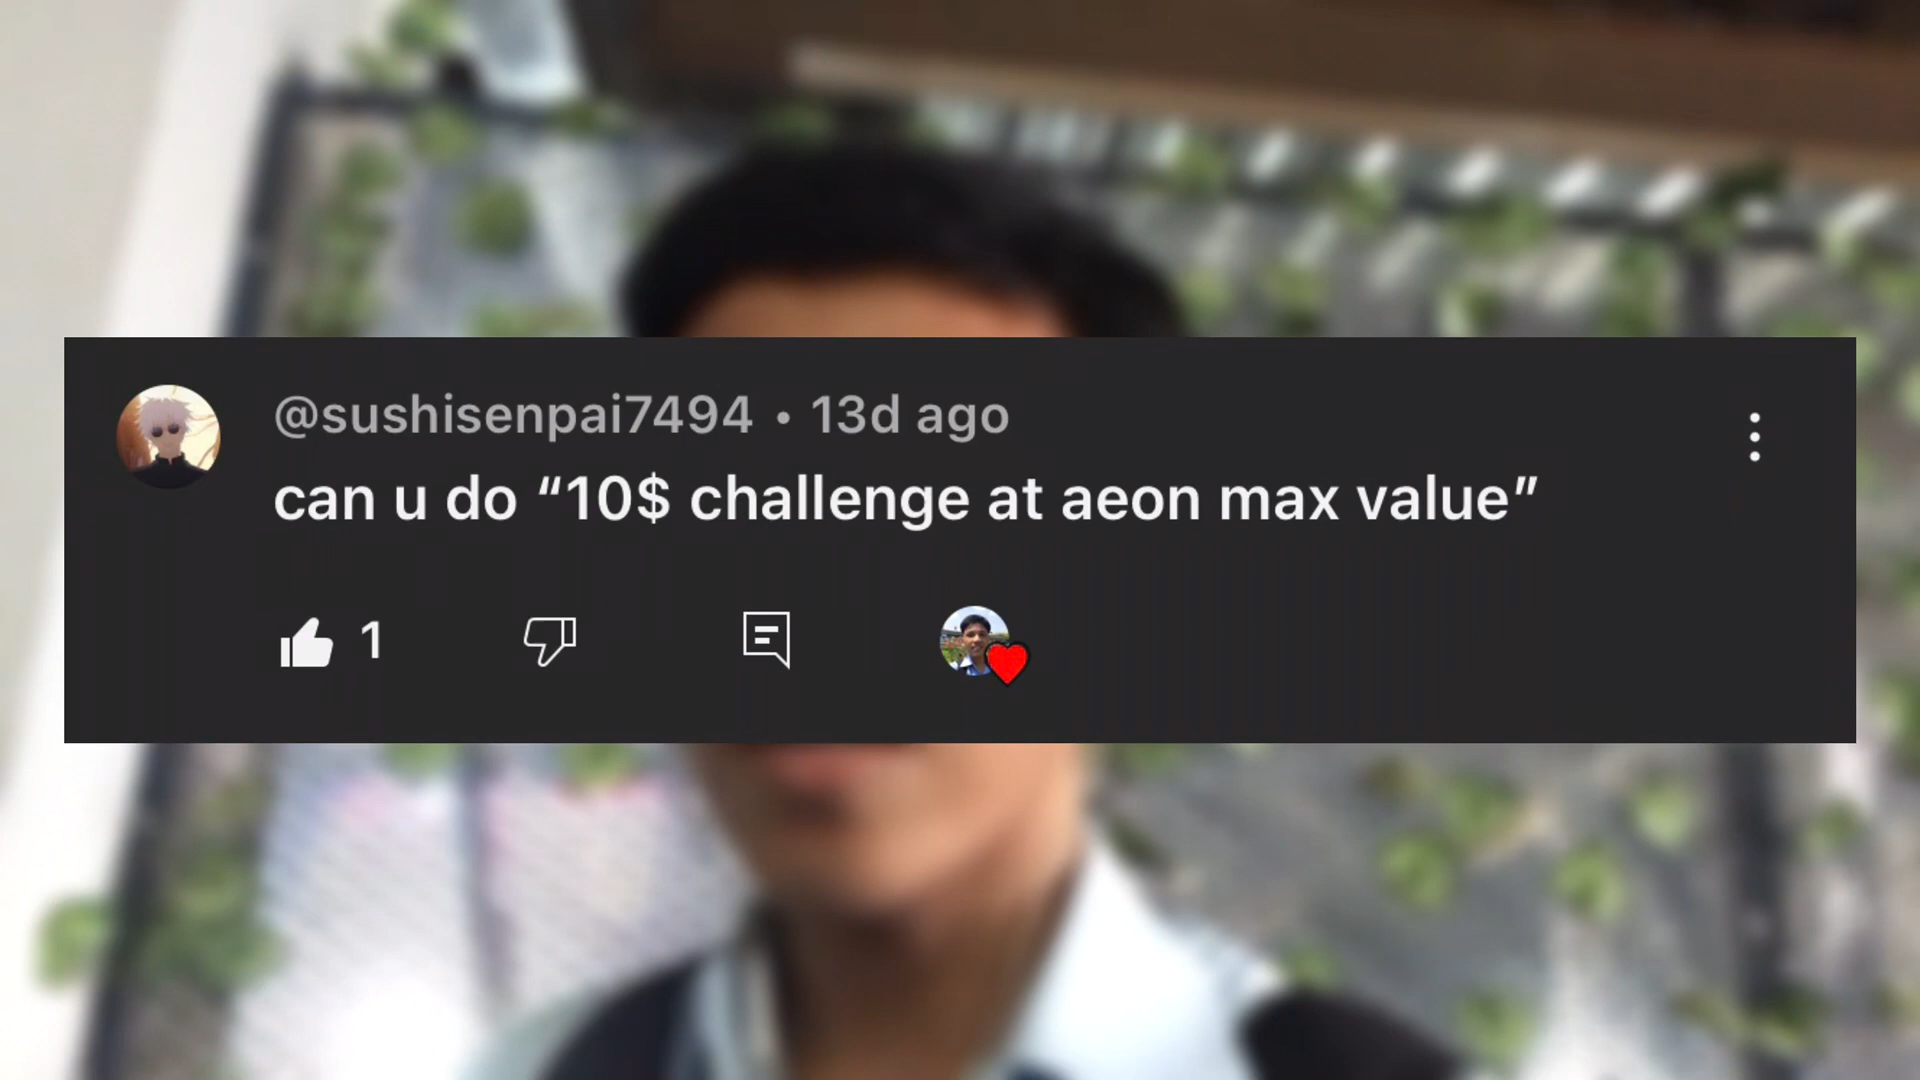 @sushisenpai7494 • 13d ago
can u do “10$ challenge at aeon max value”
1